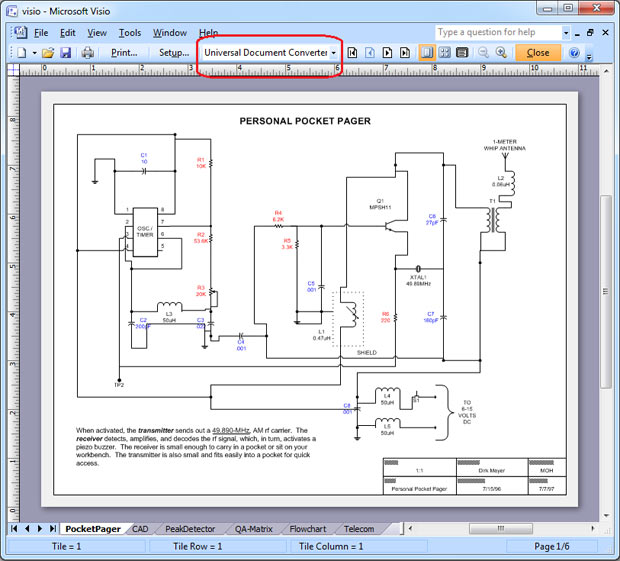 visio - Microsoft Visio
File Edit View Tools Window Help
Type a question for help
Print... Setup... Universal Document Converter Close
0 1 2 3 4 5 6 7 8 9 10 11
PERSONAL POCKET PAGER
1-METER
WHIP ANTENNA
C1
10
R1
10K
L2
0.06uH
Q1
MPSH11
T1
1 8
2 7
3 6
4 5
OSC /
TIMER
R4
8.2K
C6
27pF
R2
R5
3.3K
XTAL1
49.89MHz
R3
20K
C5
.001
L3
50uH
R6
220
C7
160pF
C2
200pF
C3
L1
0.47uH
C4
.001
SHIELD
TP2
L4
50uH
S1
C8
.001
L5
50uH
TO
6-15
VOLTS
DC
When activated, the transmitter sends out a 49.890-MHz, AM rf carrier. The
receiver detects, amplifies, and decodes the rf signal, which, in turn, activates a
piezo buzzer. The receiver is small enough to carry in a pocket or sit on your
workbench. The transmitter is also small and fits easily into a pocket for quick
access.
1:1 Dirk Meyer MOH
Personal Pocket Pager 7/15/96 7/7/97
PocketPager CAD PeakDetector QA-Matrix Flowchart Telecom
Tile = 1 Tile Row = 1 Tile Column = 1 Page 1/6